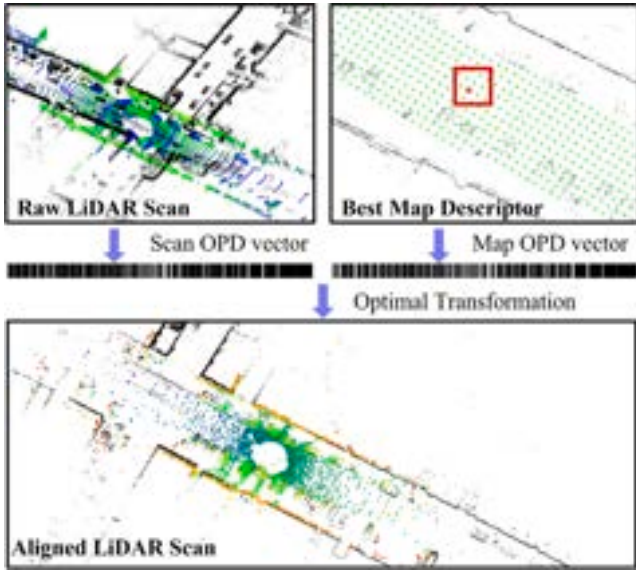 Raw LiDAR Scan
Best Map Descriptor
Scan OPD vector
Map OPD vector
Optimal Transformation
Aligned LiDAR Scan